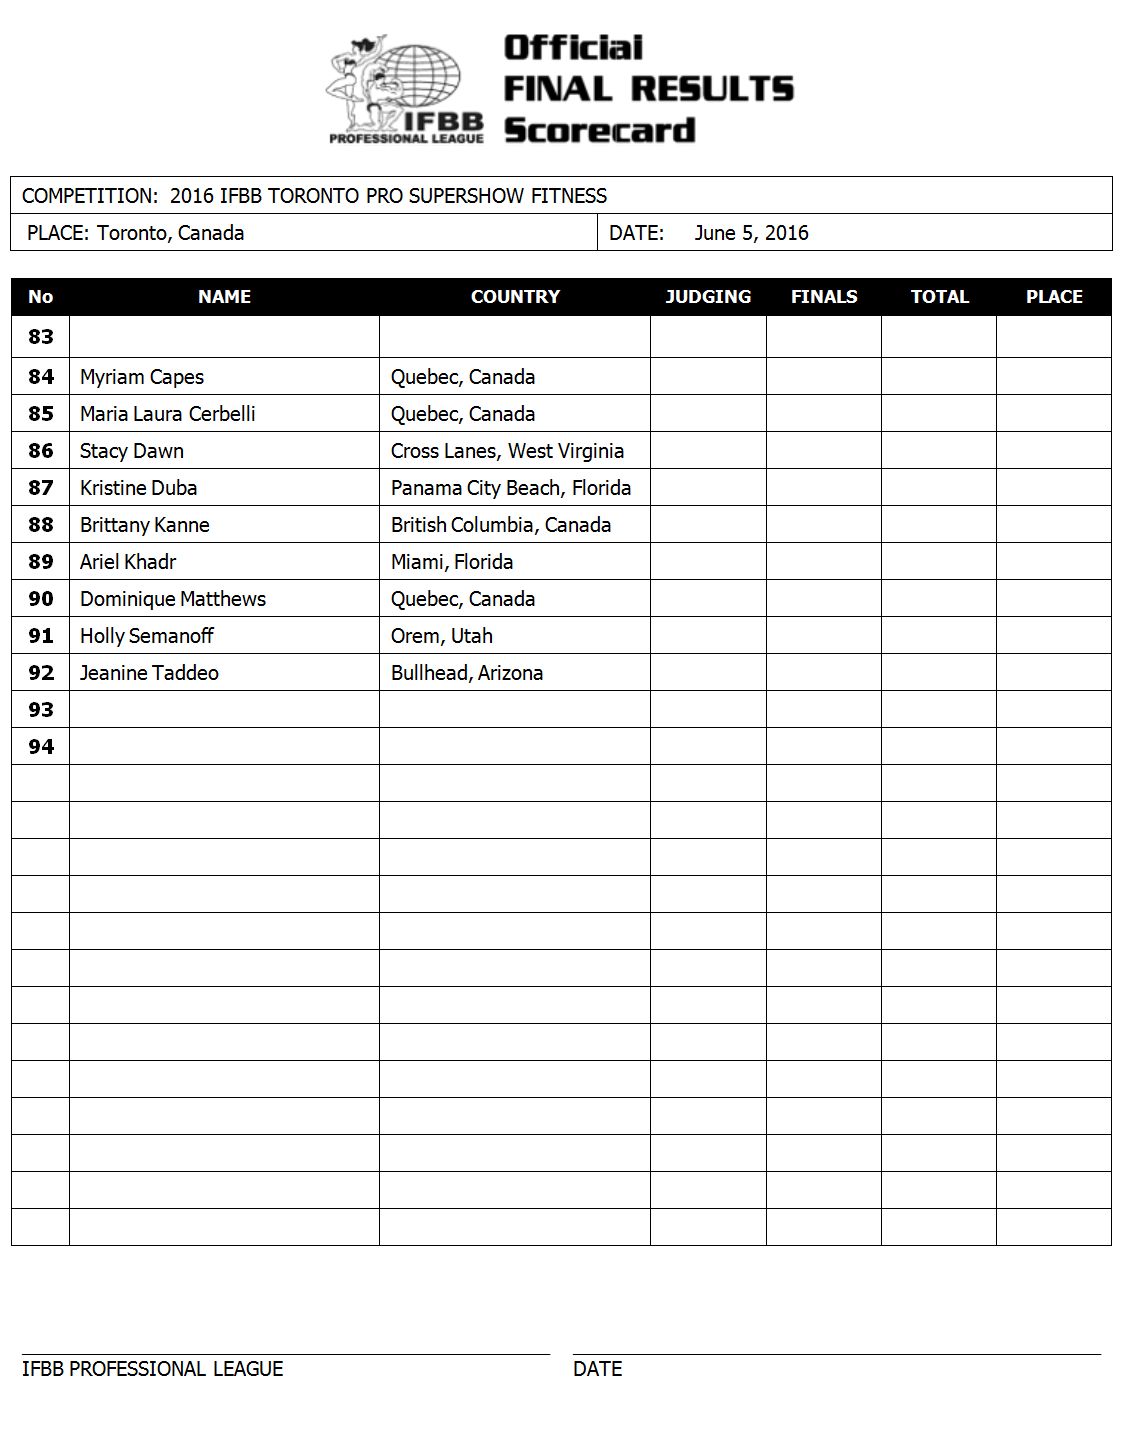 Official
FINAL RESULTS
Scorecard
IFBB
PROFESSIONAL LEAGUE
COMPETITION: 2016 IFBB TORONTO PRO SUPERSHOW FITNESS
PLACE: Toronto, Canada DATE: June 5, 2016
No NAME COUNTRY JUDGING FINALS TOTAL PLACE
83
84 Myriam Capes Quebec, Canada
85 Maria Laura Cerbelli Quebec, Canada
86 Stacy Dawn Cross Lanes, West Virginia
87 Kristine Duba Panama City Beach, Florida
88 Brittany Kanne British Columbia, Canada
89 Ariel Khadr Miami, Florida
90 Dominique Matthews Quebec, Canada
91 Holly Semanoff Orem, Utah
92 Jeanine Taddeo Bullhead, Arizona
93
94
IFBB PROFESSIONAL LEAGUE DATE